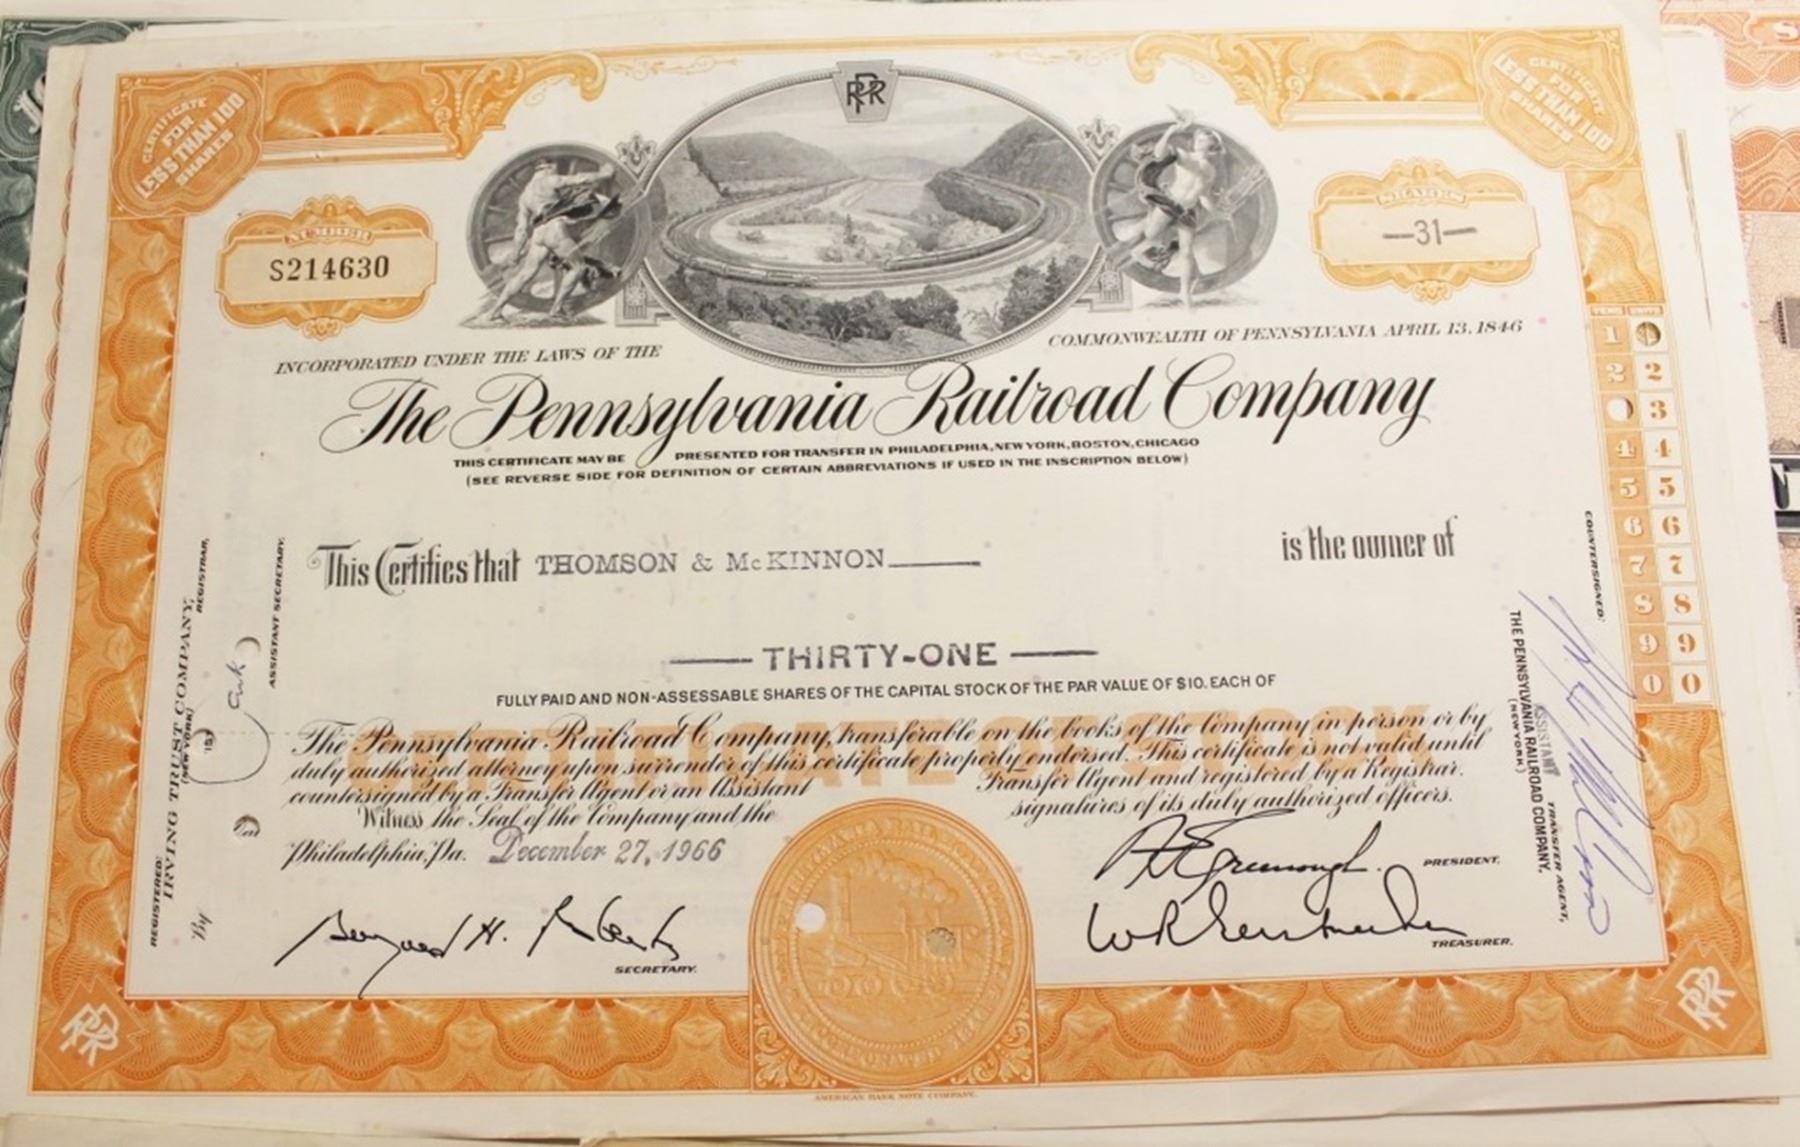 CERTIFICATE
FOR
LESS THAN 100
SHARES
PRR
CERTIFICATE
FOR
LESS THAN 100
SHARES
NUMBER
S214630
SHARES
—31—
INCORPORATED UNDER THE LAWS OF THE
COMMONWEALTH OF PENNSYLVANIA APRIL 13, 1846
The Pennsylvania Railroad Company
THIS CERTIFICATE MAY BE PRESENTED FOR TRANSFER IN PHILADELPHIA, NEW YORK, BOSTON, CHICAGO
(SEE REVERSE SIDE FOR DEFINITION OF CERTAIN ABBREVIATIONS IF USED IN THE INSCRIPTION BELOW)
This Certifies that THOMSON & McKINNON is the owner of
THIRTY-ONE
FULLY PAID AND NON-ASSESSABLE SHARES OF THE CAPITAL STOCK OF THE PAR VALUE OF $10. EACH OF
The Pennsylvania Railroad Company, transferable on the books of the Company in person or by
duly authorized attorney upon surrender of this certificate properly endorsed. This certificate is not valid until
countersigned by a Transfer Agent or an Assistant Transfer Agent and registered by a Registrar.
Witness the Seal of the Company and the signatures of its duly authorized officers.
Philadelphia, Pa. December 27, 1966
PRESIDENT.
SECRETARY.
TREASURER.
REGISTERED:
IRVING TRUST COMPANY,
(NEW YORK)
REGISTRAR,
By
ASSISTANT SECRETARY.
COUNTERSIGNED:
THE PENNSYLVANIA RAILROAD COMPANY,
(NEW YORK)
ASSISTANT TRANSFER AGENT,
TENS UNITS
1
2 2
3
4 4
5 5
6 6
7 7
8 8
9 9
0 0
PRR
PRR
AMERICAN BANK NOTE COMPANY.